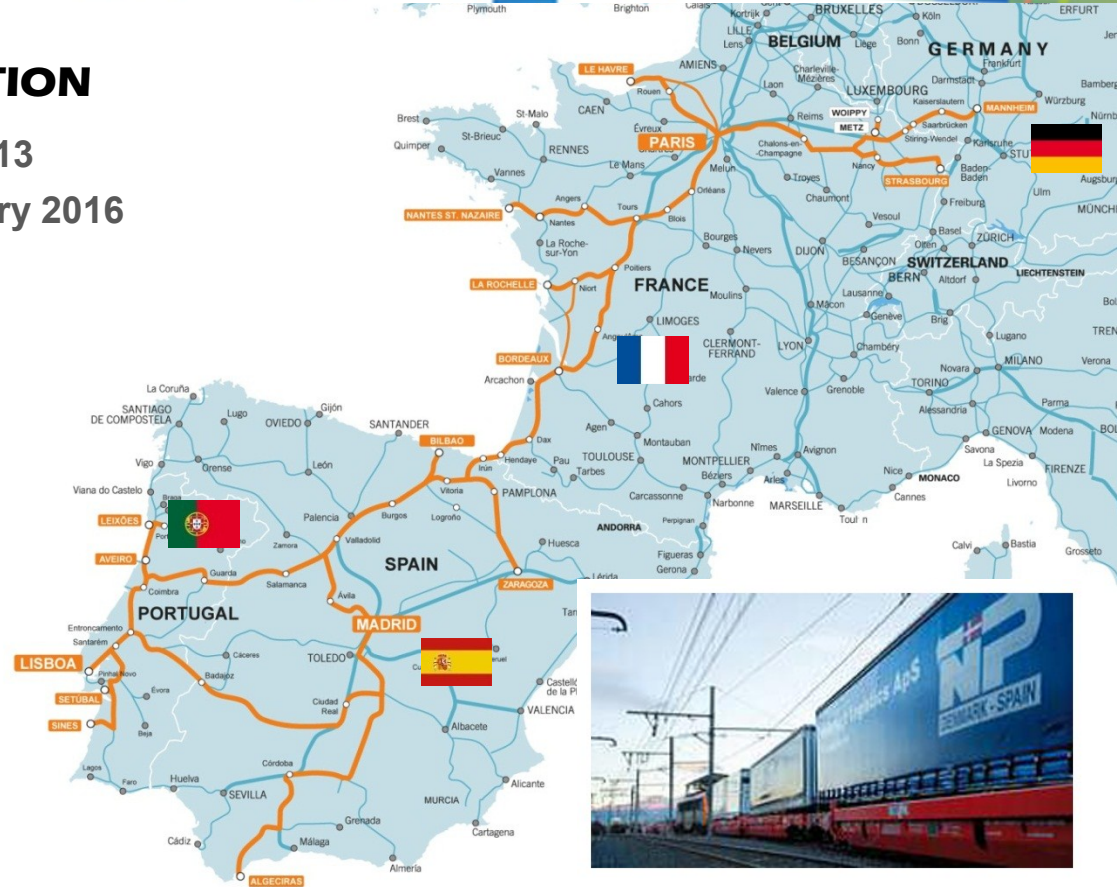 TION
13
ry 2016
Plymouth
Brighton
Calais
Kortrijk
BRUXELLES
Köln
ERFURT
LILLE
Lens
BELGIUM
Liège
Bonn
GERMANY
Frankfurt
LE HAVRE
AMIENS
Charleville-
Mézières
Darmstadt
Bamberg
Rouen
Laon
LUXEMBOURG
Kaiserslautern
MANNHEIM
Würzburg
CAEN
Brest
St-Malo
Évreux
Reims
WOIPPY
METZ
Saarbrücken
Stiring-Wendel
Karlsruhe
Quimper
St-Brieuc
RENNES
PARIS
Chalons-en-
-Champagne
Nancy
Le Mans
Melun
Baden-
Baden
STRASBOURG
Vannes
Troyes
Chaumont
Ulm
Augsburg
Angers
Tours
Orléans
Blois
Freiburg
MÜNCH
NANTES ST. NAZAIRE
Nantes
Vesoul
Basel
La Roche-
sur-Yon
Bourges
Nevers
DIJON
BESANÇON
Olten
ZÜRICH
SWITZERLAND
BERN
Altdorf
LIECHTENSTEIN
LA ROCHELLE
Niort
Poitiers
FRANCE
Moulins
Lausanne
Mâcon
Genève
Brig
LIMOGES
Lugano
CLERMONT-
FERRAND
LYON
Chambéry
BORDEAUX
Arcachon
Novara
MILANO
Verona
Valence
Grenoble
TORINO
Cahors
Alessandria
Parma
La Coruña
SANTIAGO
DE COMPOSTELA
Lugo
OVIEDO
Gijón
SANTANDER
BILBAO
Dax
Agen
Montauban
GENOVA
Modena
Savona
Vigo
Orense
León
Irún
Hendaye
Pau
Tarbes
TOULOUSE
MONTPELLIER
Béziers
Nîmes
Avignon
Arles
La Spezia
FIRENZE
Nice
MONACO
Livorno
Cannes
Viana do Castelo
Braga
Vitoria
PAMPLONA
Carcassonne
Narbonne
MARSEILLE
LEIXÕES
Palencia
Burgos
Logroño
ANDORRA
Perpignan
Zamora
Valladolid
Huesca
Calvi
Bastia
Grosseto
AVEIRO
SPAIN
Figueras
Gerona
Guarda
Salamanca
ZARAGOZA
Lérida
Coimbra
Ávila
PORTUGAL
MADRID
Entroncamento
Santarém
LISBOA
Cáceres
TOLEDO
Pinhal Novo
Badajoz
SETÚBAL
Évora
Ciudad
Real
Castelló
de la P
SINES
Beja
VALENCIA
Albacete
Lagos
Faro
Huelva
SEVILLA
Córdoba
Alicante
MURCIA
Cádiz
Granada
Málaga
Cartagena
Almería
ALGECIRAS
ApS
NP
DENMARK - SPAIN